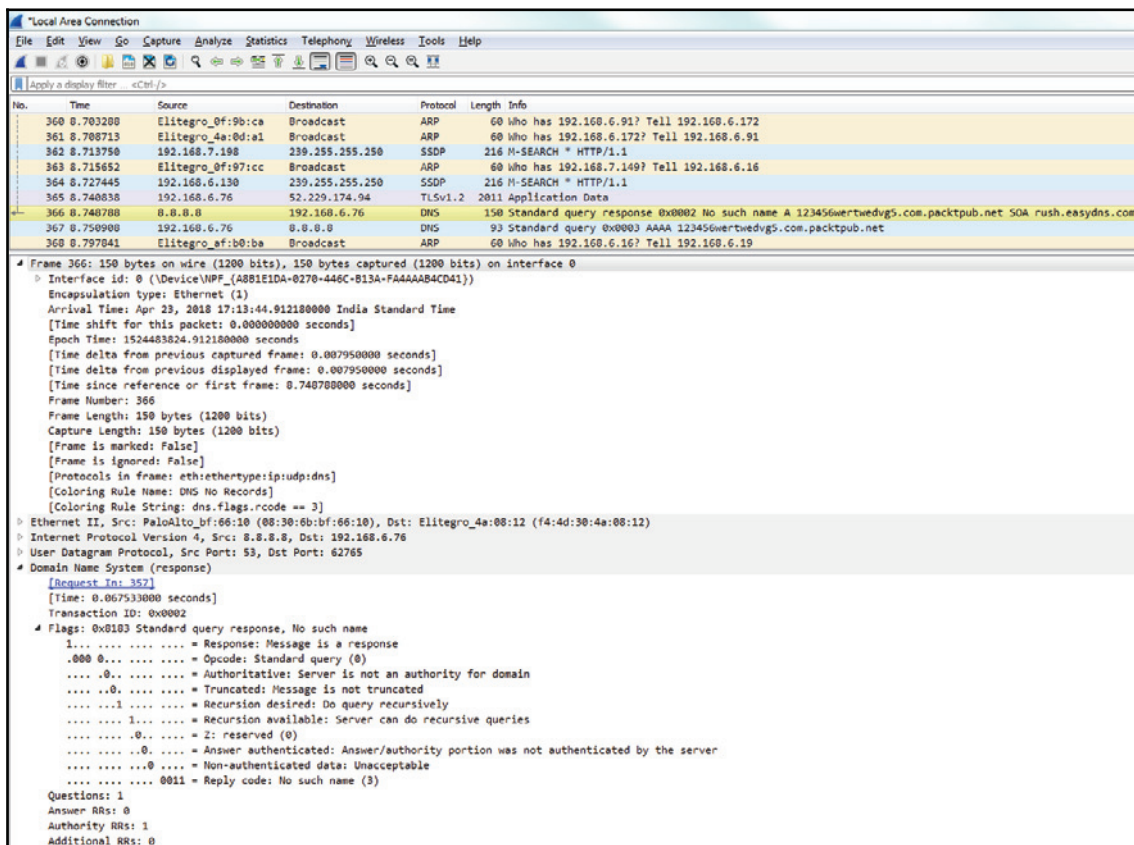 *Local Area Connection
File Edit View Go Capture Analyze Statistics Telephony Wireless Tools Help
Apply a display filter ... <Ctrl-/>
No. Time Source Destination Protocol Length Info
360 8.703288 Elitegro_0f:9b:ca Broadcast ARP 60 Who has 192.168.6.91? Tell 192.168.6.172
361 8.708713 Elitegro_4a:0d:a1 Broadcast ARP 60 Who has 192.168.6.172? Tell 192.168.6.91
362 8.713750 192.168.7.198 239.255.255.250 SSDP 216 M-SEARCH * HTTP/1.1
363 8.715652 Elitegro_0f:97:cc Broadcast ARP 60 Who has 192.168.7.149? Tell 192.168.6.16
364 8.727445 192.168.6.130 239.255.255.250 SSDP 216 M-SEARCH * HTTP/1.1
365 8.740838 192.168.6.76 52.229.174.94 TLSv1.2 2011 Application Data
366 8.748788 8.8.8.8 192.168.6.76 DNS 150 Standard query response 0x0002 No such name A 123456wertwedvg5.com.packtpub.net SOA rush.easydns.com
367 8.750908 192.168.6.76 8.8.8.8 DNS 93 Standard query 0x0003 AAAA 123456wertwedvg5.com.packtpub.net
368 8.797841 Elitegro_af:b0:ba Broadcast ARP 60 Who has 192.168.6.16? Tell 192.168.6.19
Frame 366: 150 bytes on wire (1200 bits), 150 bytes captured (1200 bits) on interface 0
Interface id: 0 (\Device\NPF_{A8B1E1DA-0270-446C-B13A-FA4AAAB4CD41})
Encapsulation type: Ethernet (1)
Arrival Time: Apr 23, 2018 17:13:44.912180000 India Standard Time
[Time shift for this packet: 0.000000000 seconds]
Epoch Time: 1524483824.912180000 seconds
[Time delta from previous captured frame: 0.007950000 seconds]
[Time delta from previous displayed frame: 0.007950000 seconds]
[Time since reference or first frame: 8.748788000 seconds]
Frame Number: 366
Frame Length: 150 bytes (1200 bits)
Capture Length: 150 bytes (1200 bits)
[Frame is marked: False]
[Frame is ignored: False]
[Protocols in frame: eth:ethertype:ip:udp:dns]
[Coloring Rule Name: DNS No Records]
[Coloring Rule String: dns.flags.rcode == 3]
Ethernet II, Src: PaloAlto_bf:66:10 (08:30:6b:bf:66:10), Dst: Elitegro_4a:08:12 (f4:4d:30:4a:08:12)
Internet Protocol Version 4, Src: 8.8.8.8, Dst: 192.168.6.76
User Datagram Protocol, Src Port: 53, Dst Port: 62765
Domain Name System (response)
[Request In: 357]
[Time: 0.067533000 seconds]
Transaction ID: 0x0002
Flags: 0x8183 Standard query response, No such name
1... .... .... .... = Response: Message is a response
.000 0... .... .... = Opcode: Standard query (0)
.... .0.. .... .... = Authoritative: Server is not an authority for domain
.... ..0. .... .... = Truncated: Message is not truncated
.... ...1 .... .... = Recursion desired: Do query recursively
.... .... 1... .... = Recursion available: Server can do recursive queries
.... .... .0.. .... = Z: reserved (0)
.... .... ..0. .... = Answer authenticated: Answer/authority portion was not authenticated by the server
.... .... ...0 .... = Non-authenticated data: Unacceptable
.... .... .... 0011 = Reply code: No such name (3)
Questions: 1
Answer RRs: 0
Authority RRs: 1
Additional RRs: 0